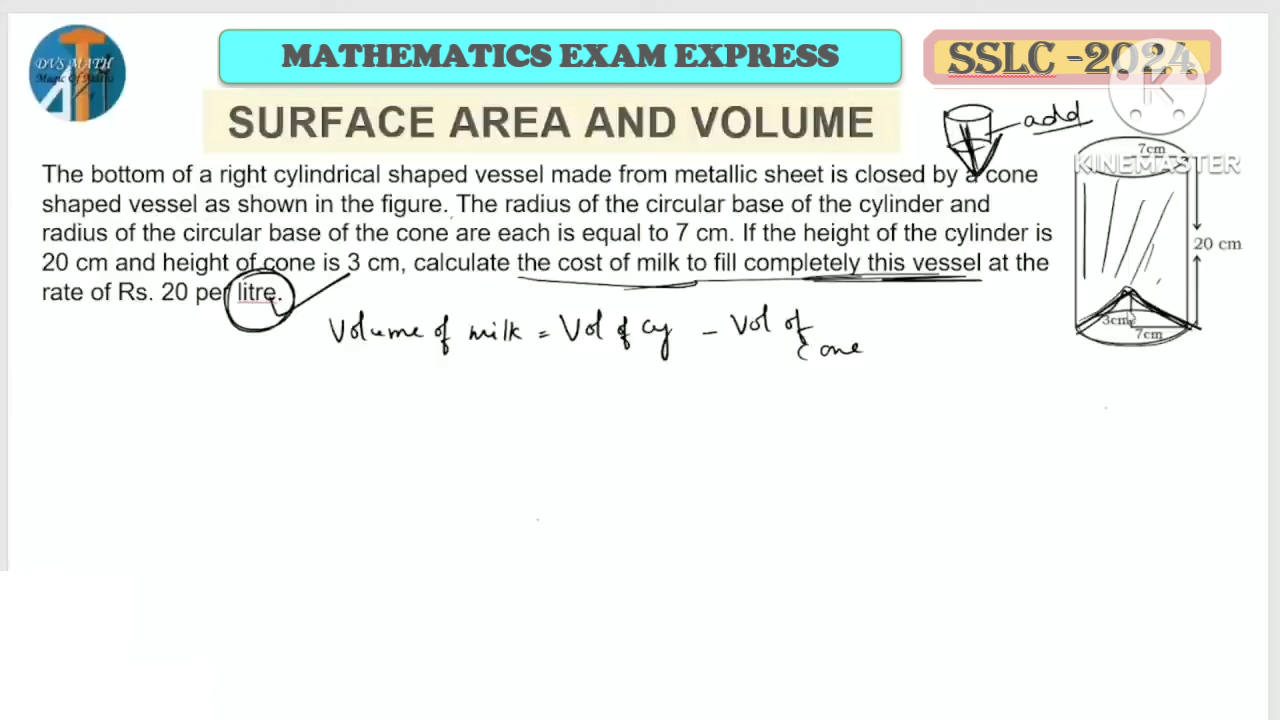 DVS MATH
Magic Of Maths
MATHEMATICS EXAM EXPRESS
SSLC -2024
K
KINEMASTER
SURFACE AREA AND VOLUME
add
The bottom of a right cylindrical shaped vessel made from metallic sheet is closed by a cone
shaped vessel as shown in the figure. The radius of the circular base of the cylinder and
radius of the circular base of the cone are each is equal to 7 cm. If the height of the cylinder is
20 cm and height of cone is 3 cm, calculate the cost of milk to fill completely this vessel at the
rate of Rs. 20 per litre.
7cm
20 cm
3cm
7cm
Volume of milk = Vol of cy - Vol of
cone